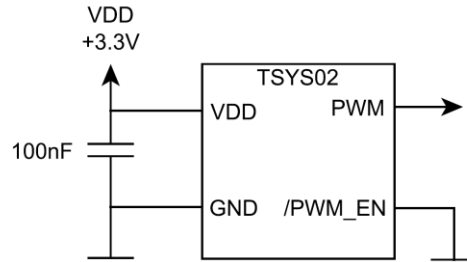 VDD
+3.3V
TSYS02
VDD
PWM
100nF
GND
/PWM_EN